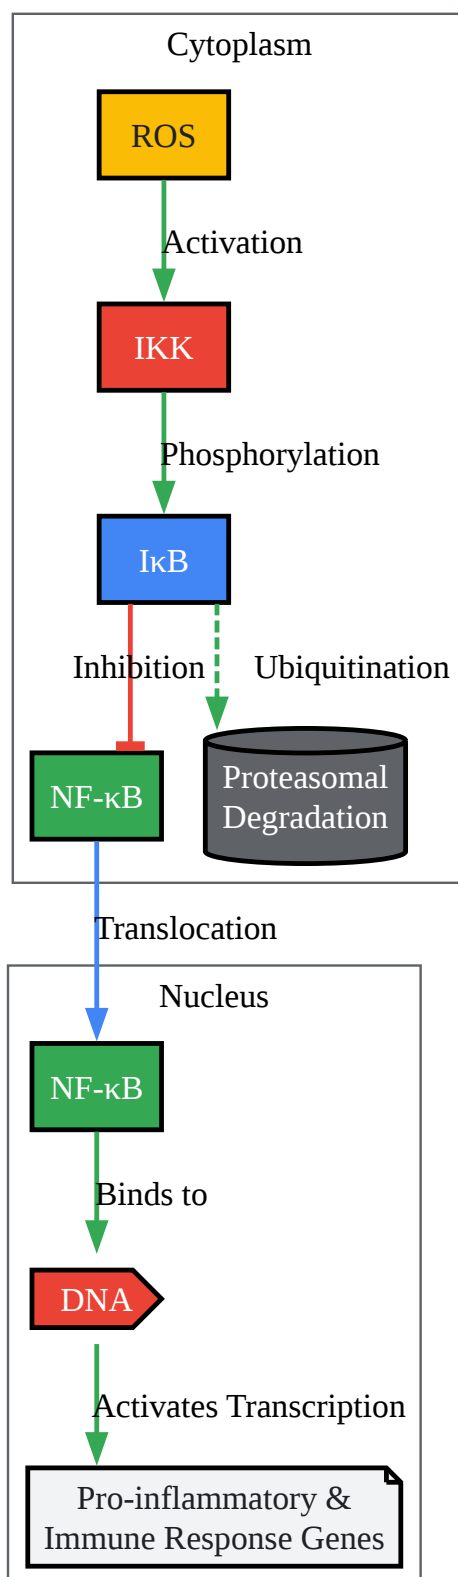 Cytoplasm
ROS
Activation
IKK
Phosphorylation
IκB
Inhibition
Ubiquitination
NF-κB
Proteasomal
Degradation
Translocation
Nucleus
NF-κB
Binds to
DNA
Activates Transcription
Pro-inflammatory &
Immune Response Genes